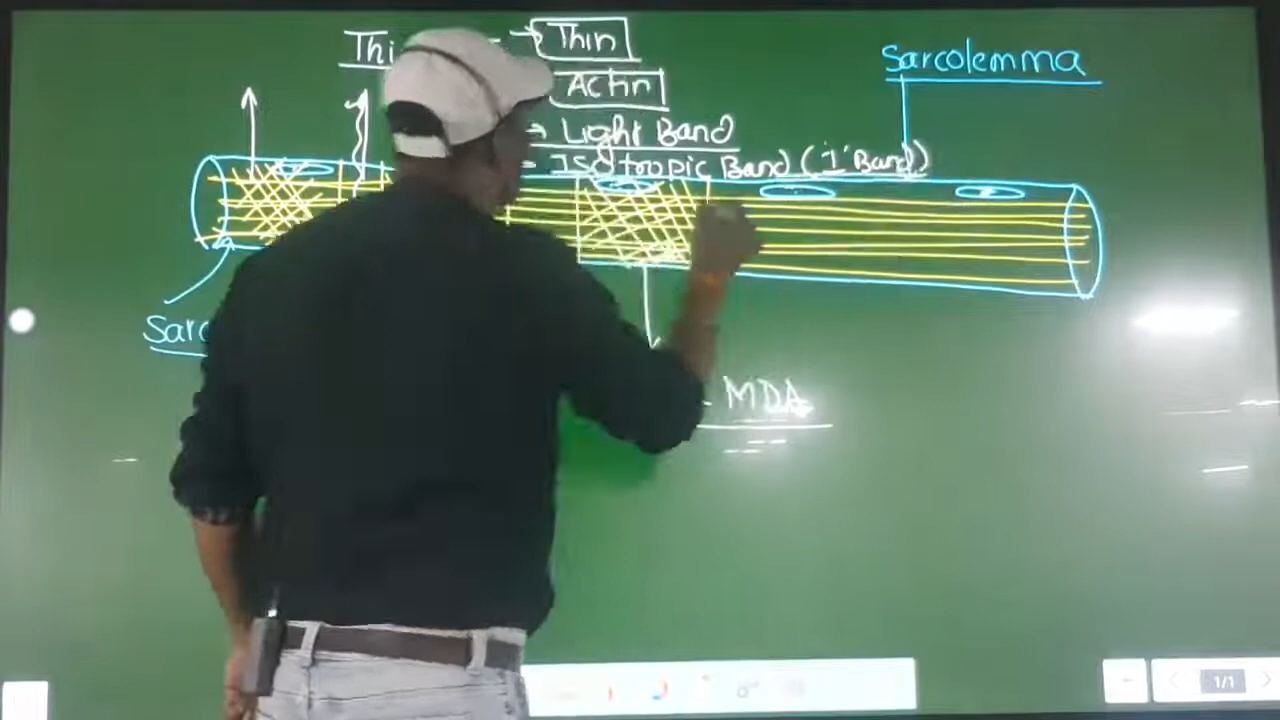 Thin
Actin
Sarcolemma
→ Light Band
- Isotropic Band ('I' Band)
MDA
1/1